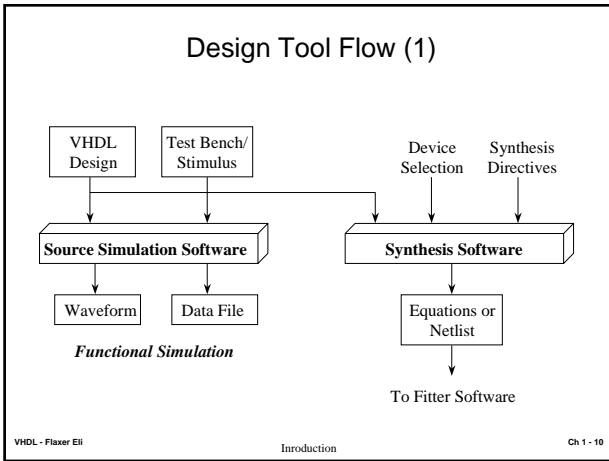 Design Tool Flow (1)
VHDL
Design
Test Bench/
Stimulus
Device
Selection
Synthesis
Directives
Source Simulation Software
Synthesis Software
Waveform
Data File
Equations or
Netlist
Functional Simulation
To Fitter Software
VHDL - Flaxer Eli
Inroduction
Ch 1 - 10